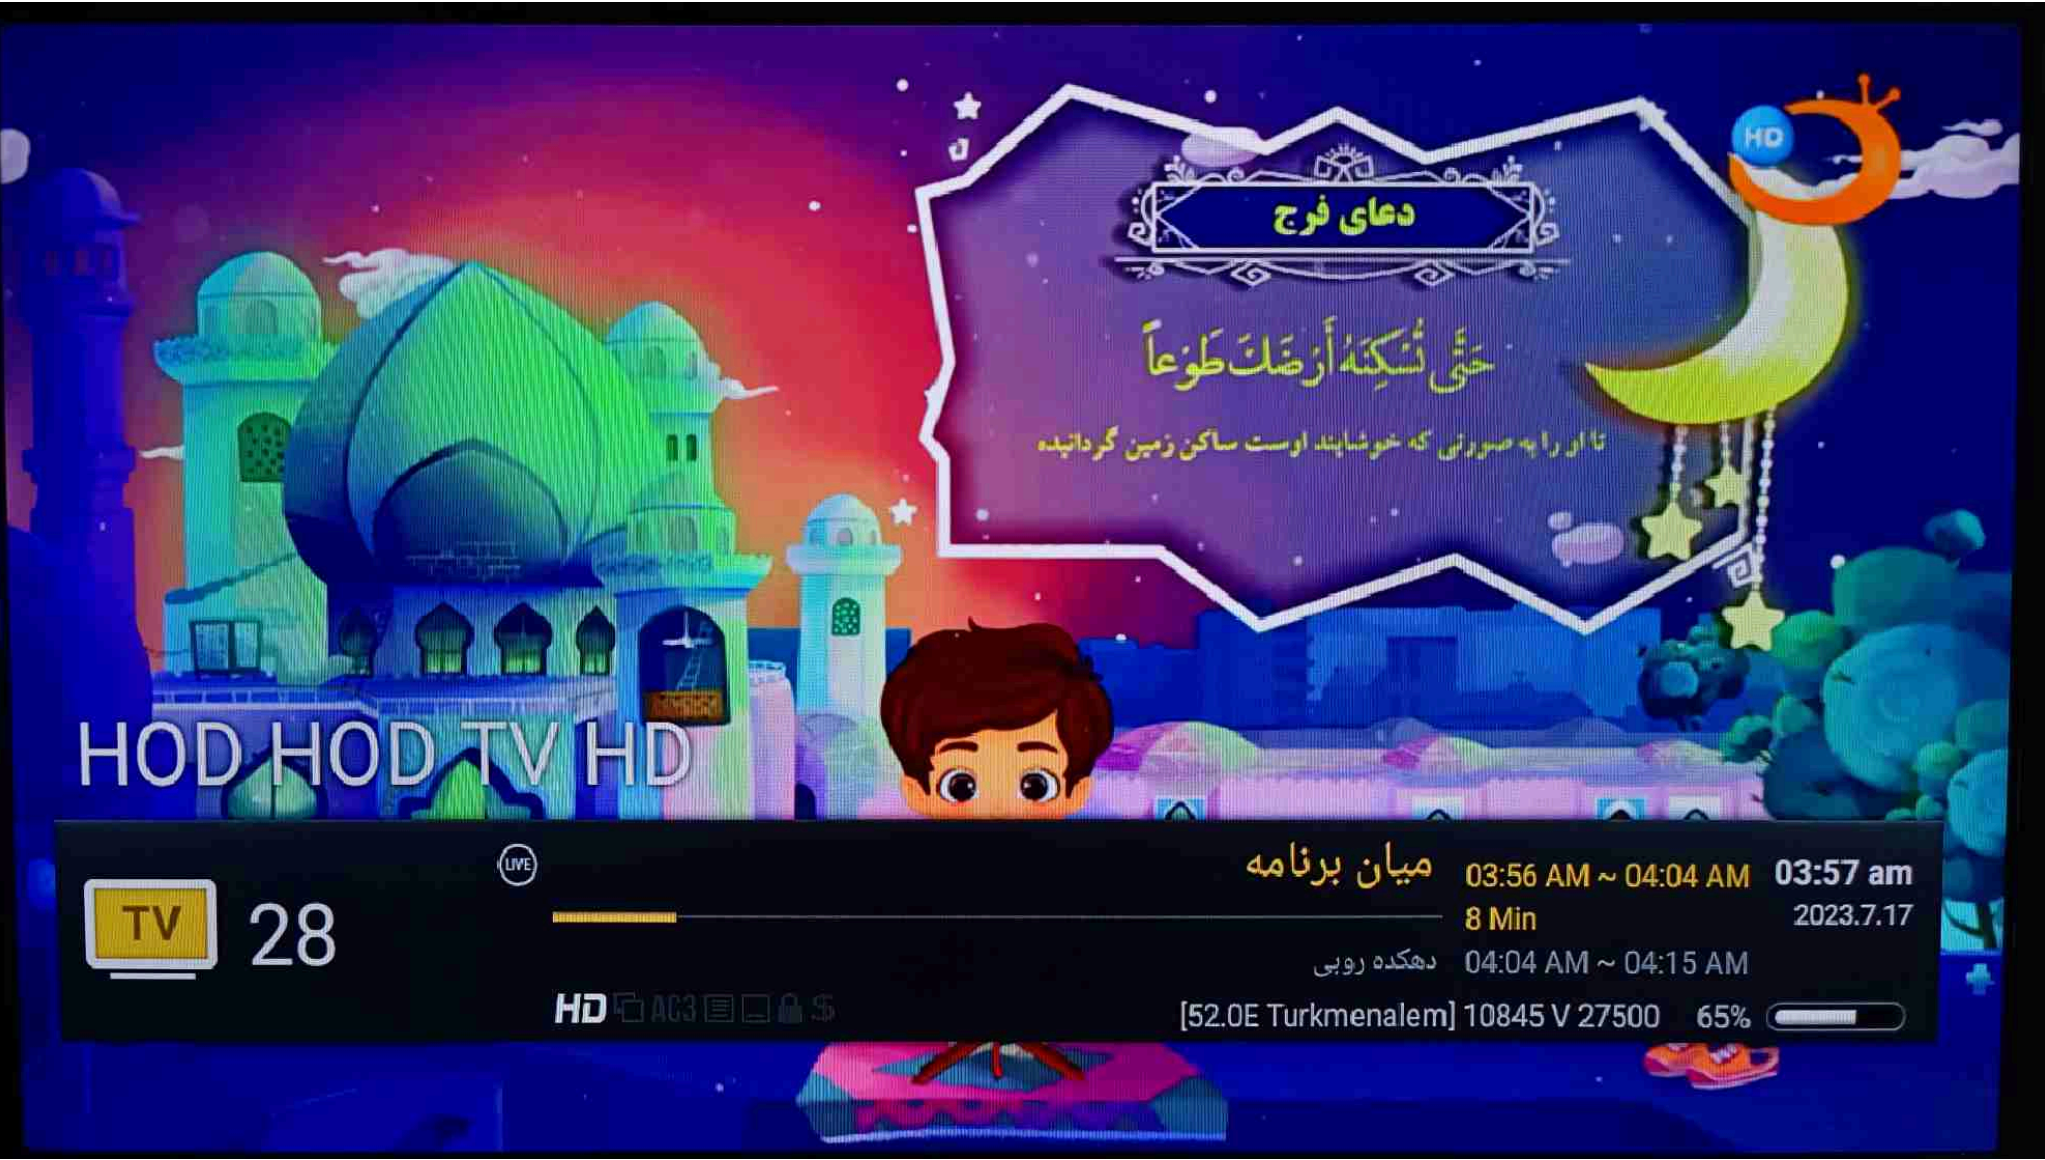 HD
دعای فرج
حَتَّى تُسْكِنَهُ أَرْضَكَ طَوْعاً
تا او را به صورتی که خوشایند اوست ساکن زمین گردانیده
HOD HOD TV HD
LIVE
میان برنامه 03:56 AM ~ 04:04 AM 03:57 am
TV 28 8 Min 2023.7.17
دهکده روبی 04:04 AM ~ 04:15 AM
HD AC3 $ [52.0E Turkmenalem] 10845 V 27500 65%